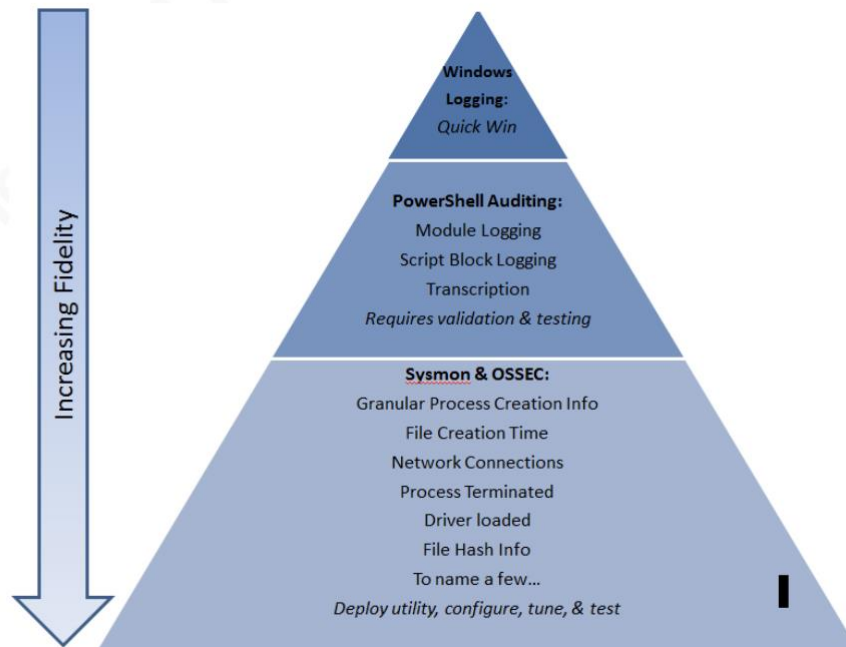 Increasing Fidelity
Windows
Logging:
Quick Win
PowerShell Auditing:
Module Logging
Script Block Logging
Transcription
Requires validation & testing
Sysmon & OSSEC:
Granular Process Creation Info
File Creation Time
Network Connections
Process Terminated
Driver loaded
File Hash Info
To name a few...
Deploy utility, configure, tune, & test